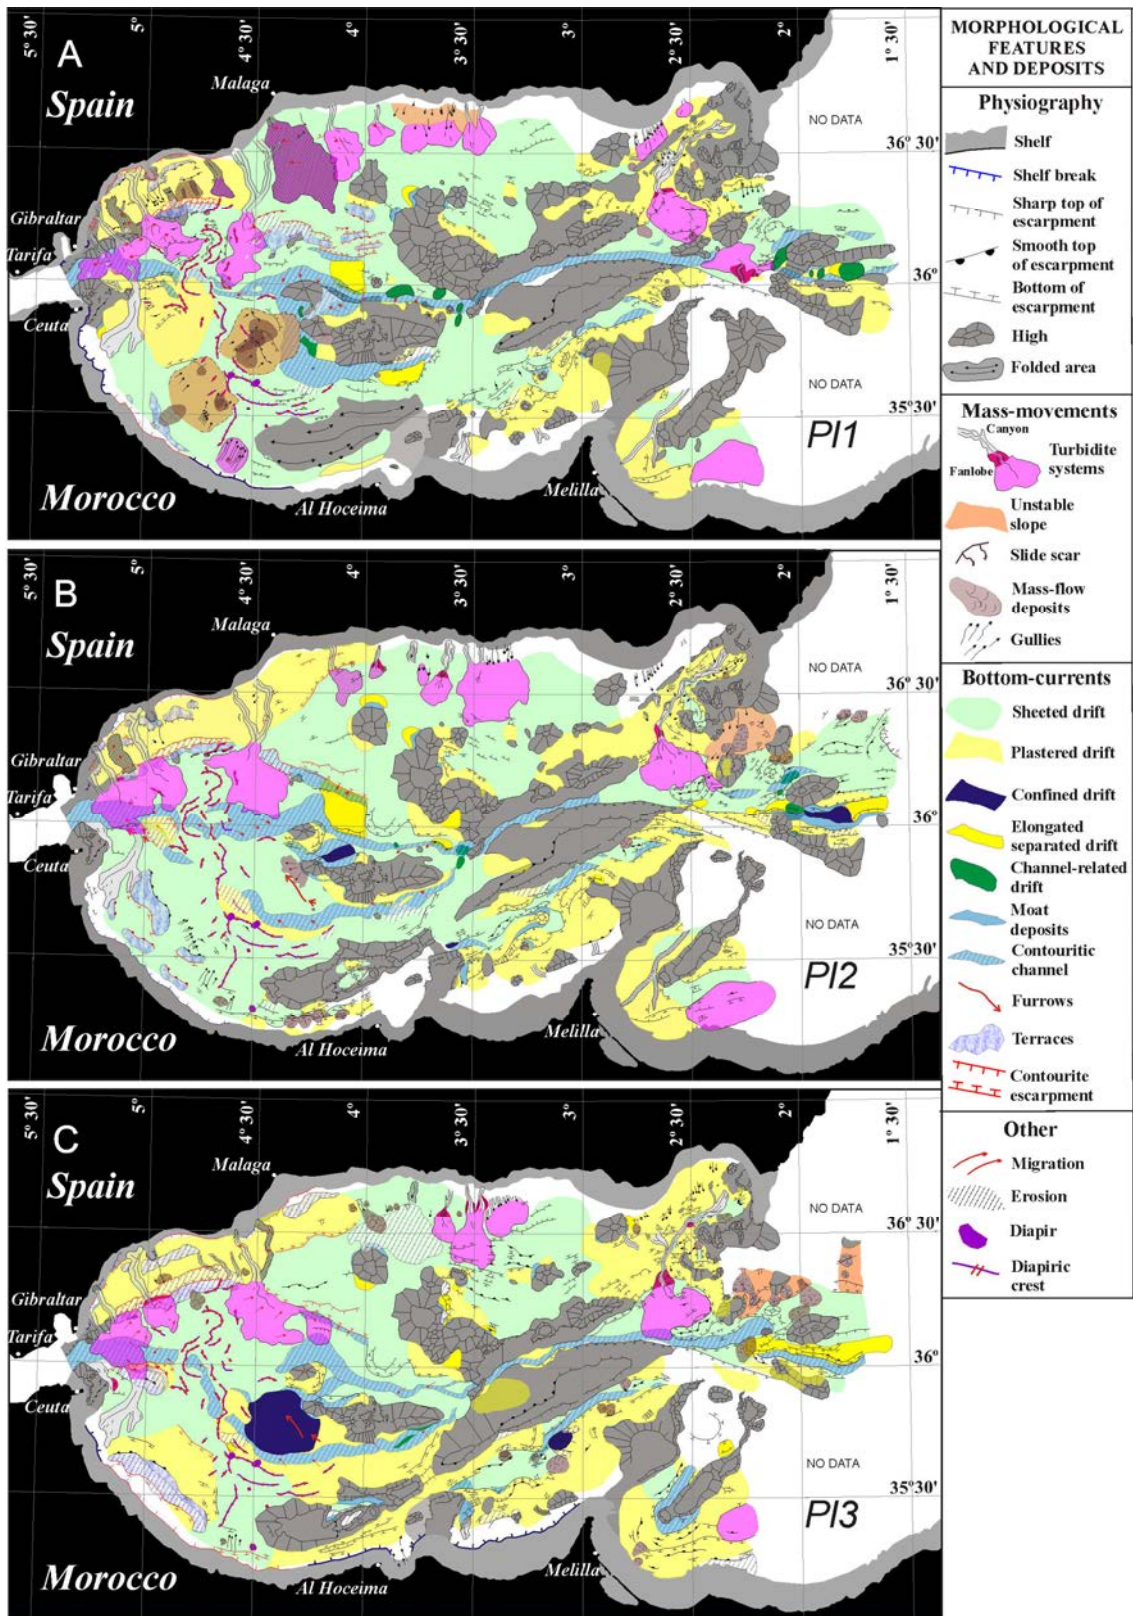 A
Spain
Malaga
Gibraltar
Tarifa
Ceuta
Morocco
Al Hoceima
Melilla
5° 30'
5°
4° 30'
4°
3° 30'
3°
2° 30'
2°
1° 30'
NO DATA
36° 30'
36°
NO DATA
35° 30'
Pl1
B
Spain
Malaga
Gibraltar
Tarifa
Ceuta
Morocco
Al Hoceima
Melilla
5° 30'
5°
4° 30'
4°
3° 30'
3°
2° 30'
2°
1° 30'
NO DATA
36° 30'
36°
NO DATA
35° 30'
Pl2
C
Spain
Malaga
Gibraltar
Tarifa
Ceuta
Morocco
Al Hoceima
Melilla
5° 30'
5°
4° 30'
4°
3° 30'
3°
2° 30'
2°
1° 30'
NO DATA
36° 30'
36°
NO DATA
35° 30'
Pl3
MORPHOLOGICAL
FEATURES
AND DEPOSITS
Physiography
Shelf
Shelf break
Sharp top of
escarpment
Smooth top
of escarpment
Bottom of
escarpment
High
Folded area
Mass-movements
Canyon
Fanlobe
Turbidite
systems
Unstable
slope
Slide scar
Mass-flow
deposits
Gullies
Bottom-currents
Sheeted drift
Plastered drift
Confined drift
Elongated
separated drift
Channel-related
drift
Moat
deposits
Contouritic
channel
Furrows
Terraces
Contourite
escarpment
Other
Migration
Erosion
Diapir
Diapiric
crest